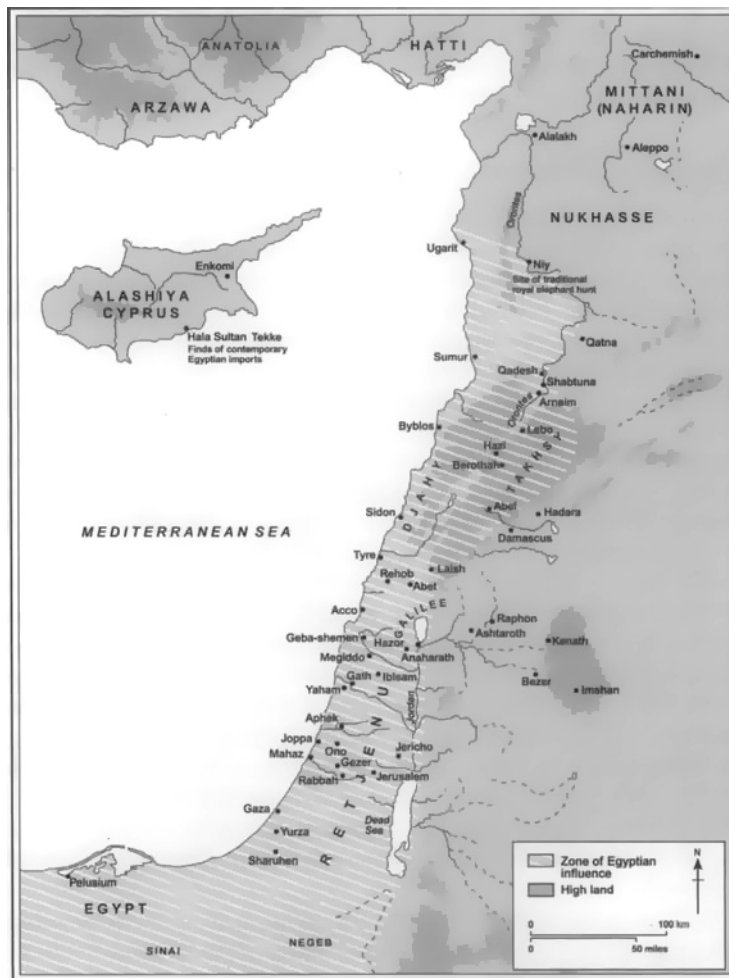 ANATOLIA
HATTI
Carchemish
ARZAWA
MITTANI
(NAHARIN)
Alalakh
Aleppo
Orontes
NUKHASSE
Ugarit
Enkomi
Niy
Site of traditional
royal elephant hunt
ALASHIYA
CYPRUS
Hala Sultan Tekke
Finds of contemporary
Egyptian imports
Qatna
Sumur
Qadesh
Shabtuna
Arnaim
Orontes
Byblos
Lebo
Hazi
Berothah
TAKHSY
DJAHY
Abel
Hadara
Sidon
Damascus
MEDITERRANEAN SEA
Tyre
Laish
Rehob
Abel
GALILEE
Acco
Raphon
Ashtaroth
Geba-shemen
Hazor
Kenath
Anaharath
Megiddo
Gath
Ibleam
Bezer
Imshan
Yaham
Jordan
Aphek
Joppa
Ono
Jericho
Mahaz
Gezer
Rabbah
Jerusalem
RETJENU
Gaza
Dead
Sea
Yurza
Sharuhen
Pelusium
EGYPT
SINAI
NEGEB
Zone of Egyptian
influence
High land
N
0 100 km
0 50 miles